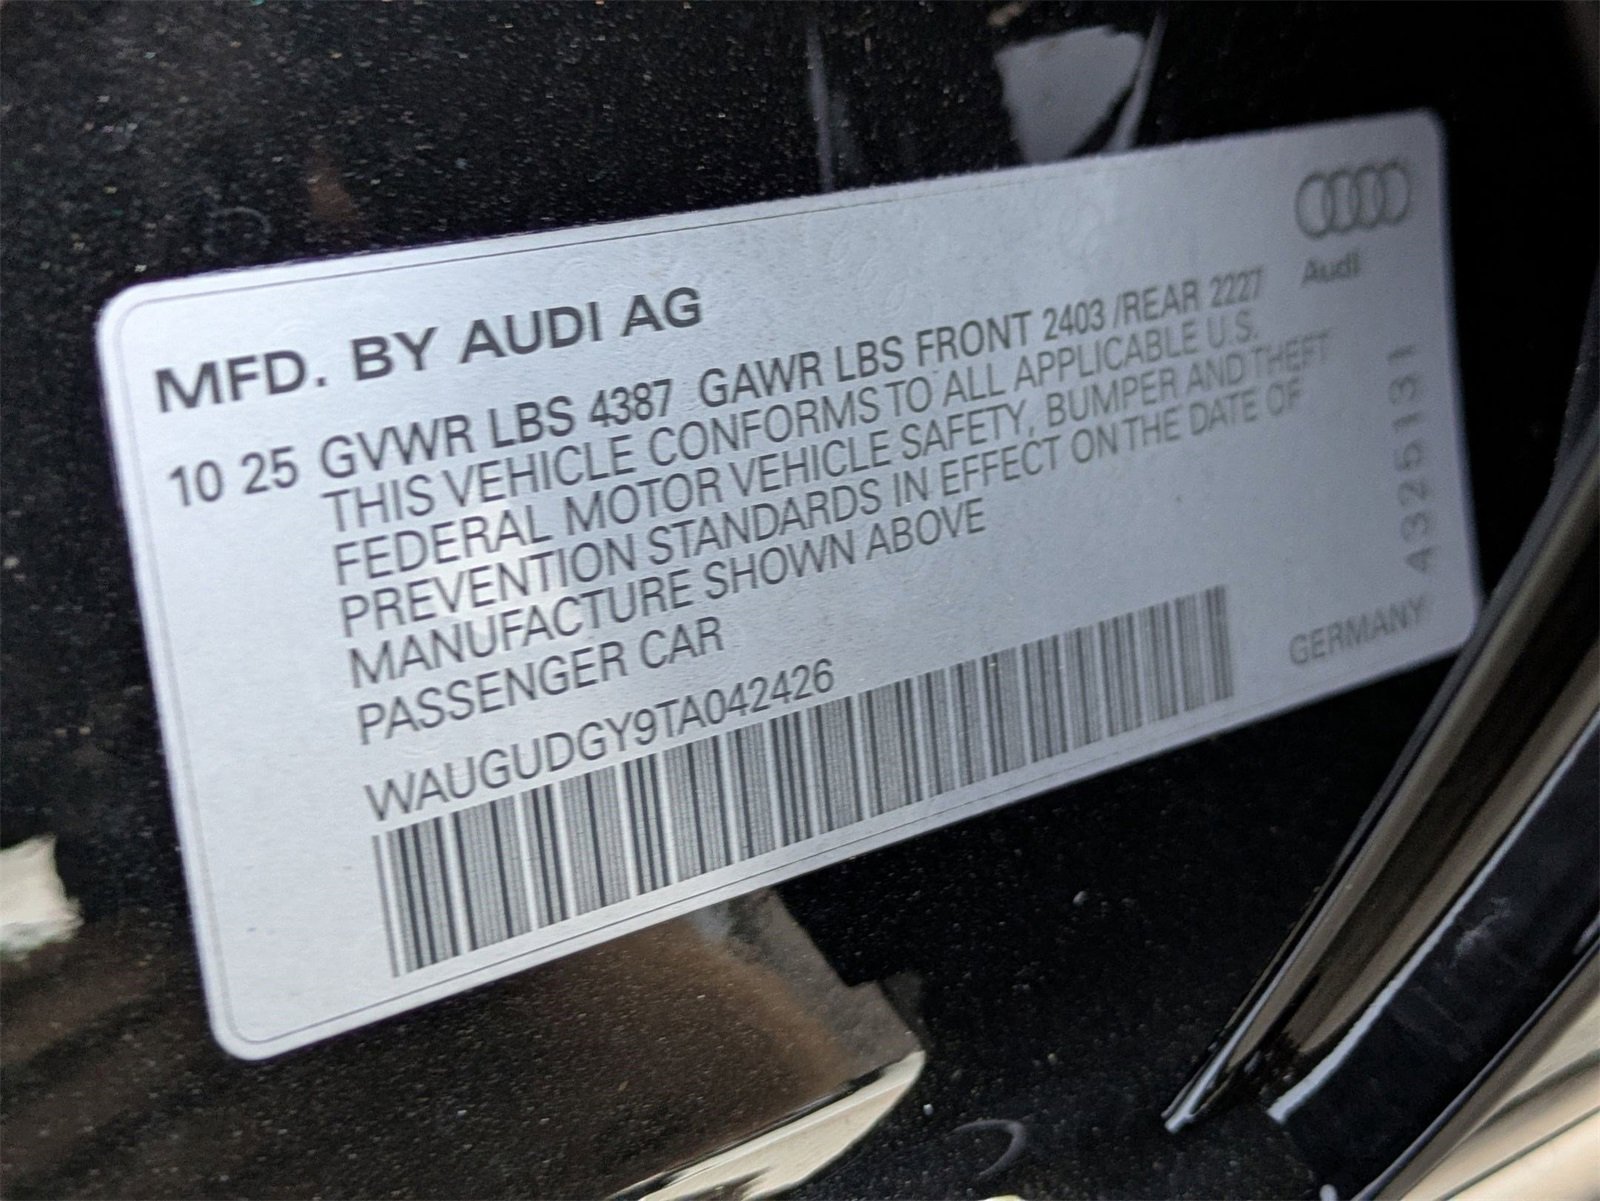 MFD. BY AUDI AG
10 25 GVWR LBS 4387 GAWR LBS FRONT 2403 /REAR 2227
THIS VEHICLE CONFORMS TO ALL APPLICABLE U.S.
FEDERAL MOTOR VEHICLE SAFETY, BUMPER AND THEFT
PREVENTION STANDARDS IN EFFECT ON THE DATE OF
MANUFACTURE SHOWN ABOVE
PASSENGER CAR
WAUGUDGY9TA042426
Audi
4325131
GERMANY